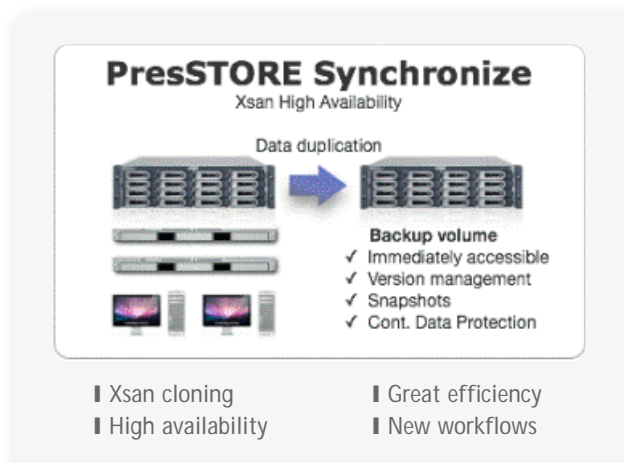 PresSTORE Synchronize
Xsan High Availability
Data duplication
Backup volume
✓ Immediately accessible
✓ Version management
✓ Snapshots
✓ Cont. Data Protection
Xsan cloning
High availability
Great efficiency
New workflows